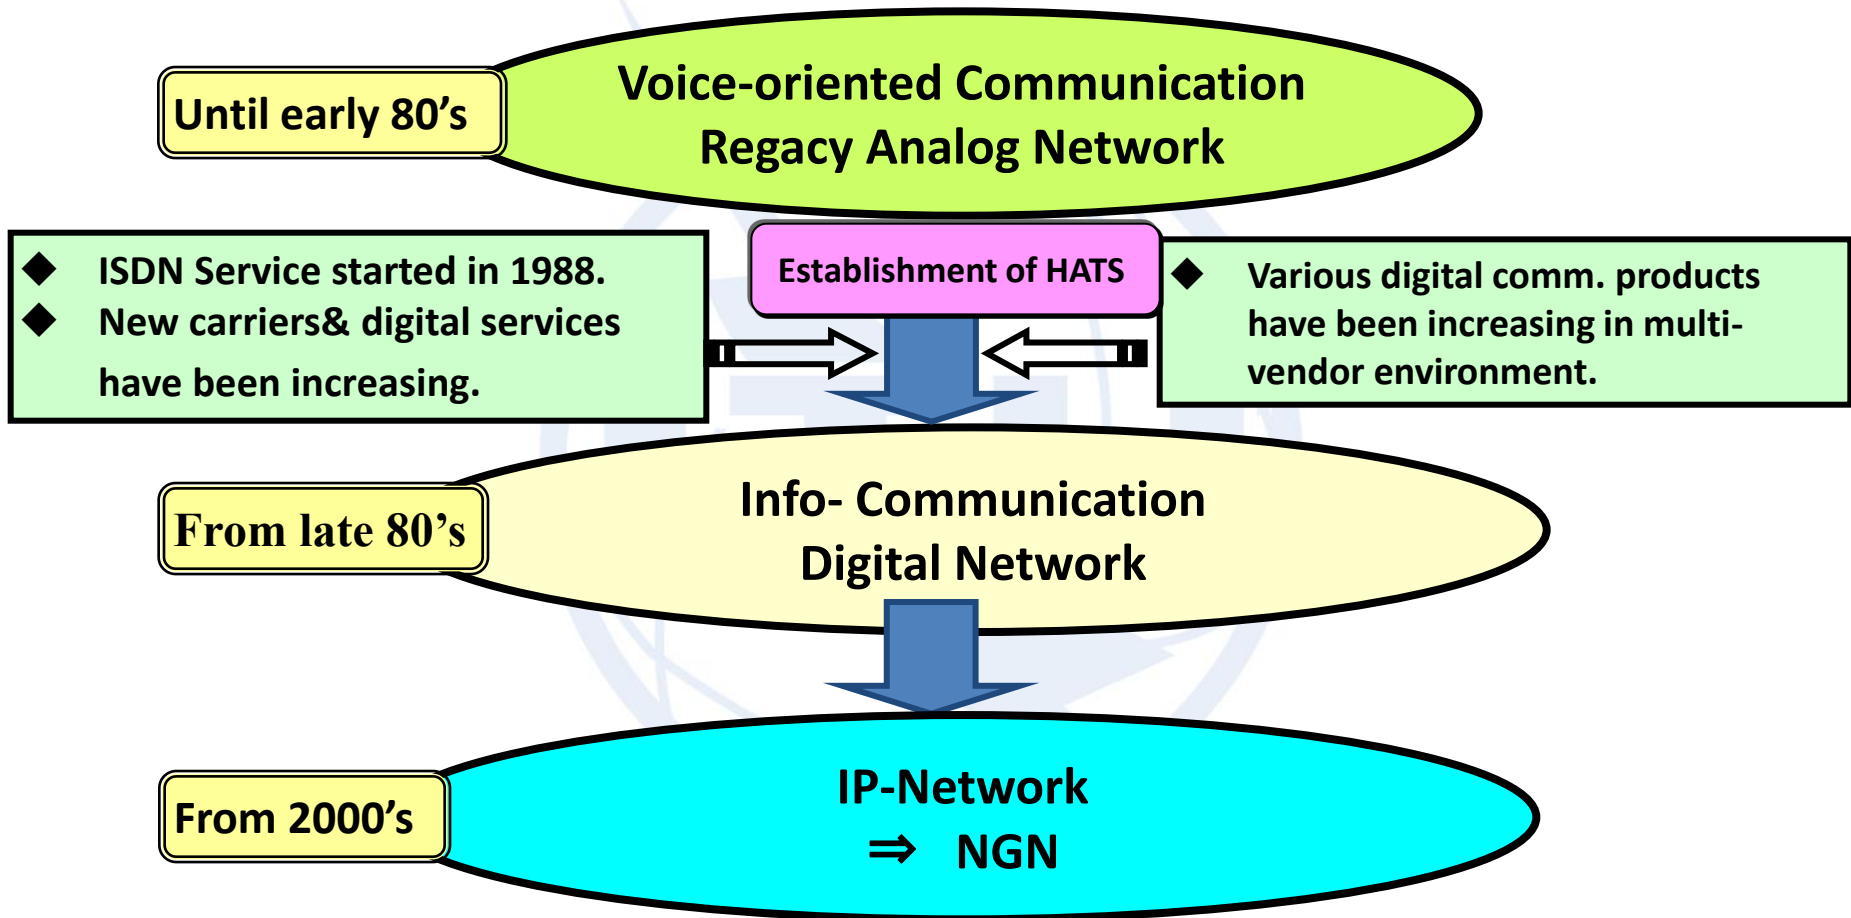 Until early 80’s
Voice-oriented Communication
Regacy Analog Network
Establishment of HATS
◆ ISDN Service started in 1988.
◆ New carriers& digital services
have been increasing.
◆ Various digital comm. products
have been increasing in multi-
vendor environment.
From late 80’s
Info- Communication
Digital Network
From 2000’s
IP-Network
⇒ NGN